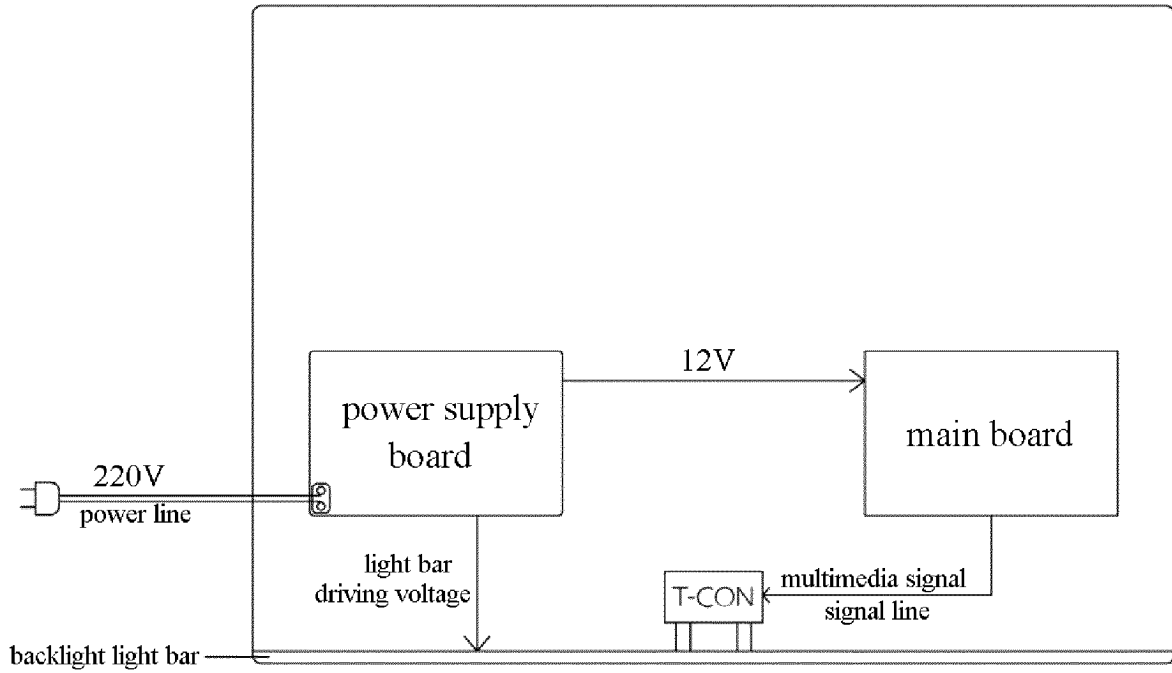 12V
power supply
board
main board
220V
power line
light bar
driving voltage
T-CON
multimedia signal
signal line
backlight light bar